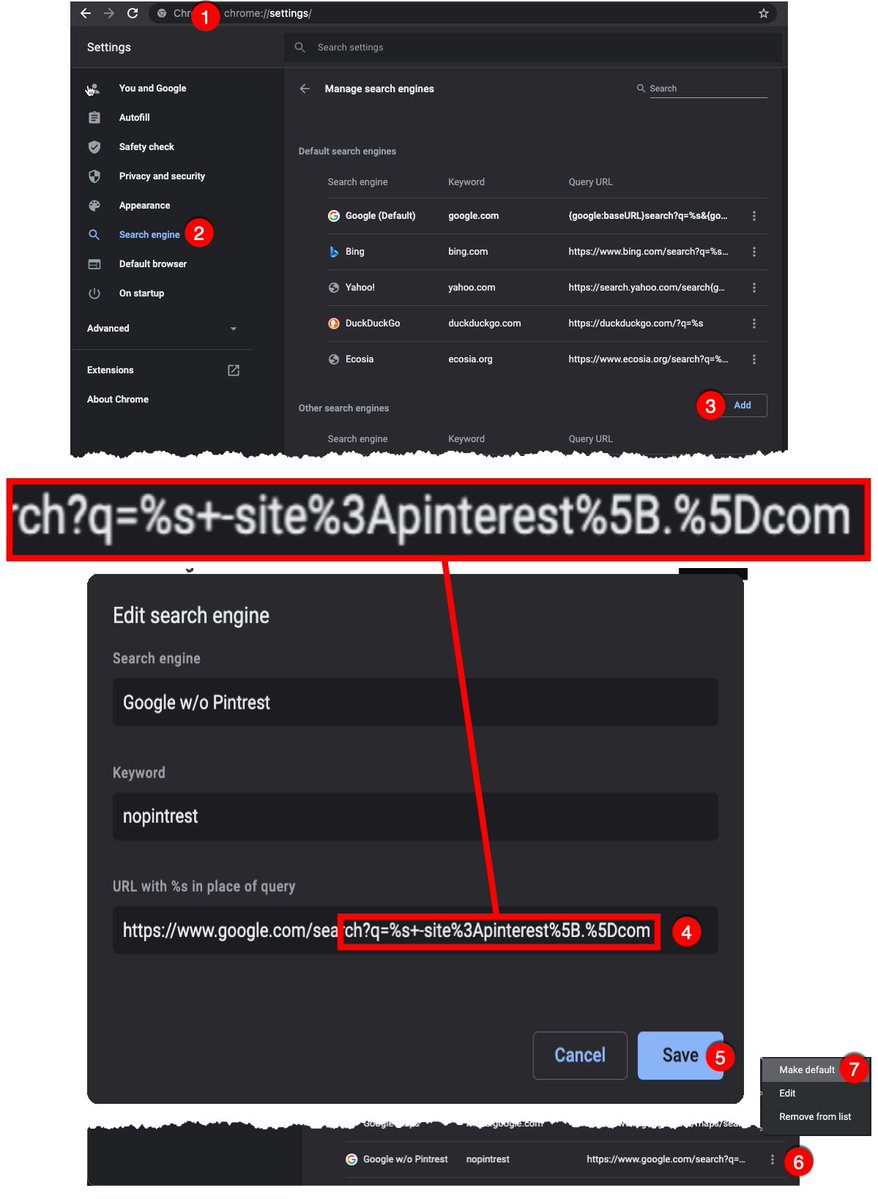 Chr 1 chrome://settings/
Settings
Search settings
You and Google
Autofill
Safety check
Privacy and security
Appearance
Search engine 2
Default browser
On startup
Advanced
Extensions
About Chrome
Manage search engines
Search
Default search engines
Search engine Keyword Query URL
Google (Default) google.com {google:baseURL}search?q=%s&{go...
Bing bing.com https://www.bing.com/search?q=%s...
Yahoo! yahoo.com https://search.yahoo.com/search{g...
DuckDuckGo duckduckgo.com https://duckduckgo.com/?q=%s
Ecosia ecosia.org https://www.ecosia.org/search?q=%...
Other search engines 3 Add
Search engine Keyword Query URL
rch?q=%s+-site%3Apinterest%5B.%5Dcom
Edit search engine
Search engine
Google w/o Pintrest
Keyword
nopintrest
URL with %s in place of query
https://www.google.com/search?q=%s+-site%3Apinterest%5B.%5Dcom 4
Cancel
Save 5
Make default 7
Edit
Remove from list
Google w/o Pintrest nopintrest https://www.google.com/search?q=... 6